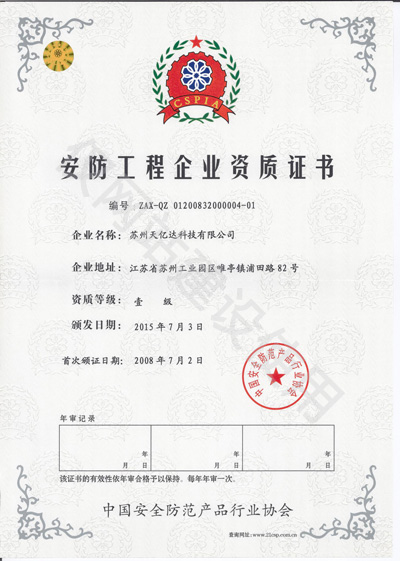 CSPIA
安防工程企业资质证书
编号 ZAX-QZ 01200832000004-01
企业名称：苏州天亿达科技有限公司
企业地址：江苏省苏州工业园区唯亭镇浦田路82号
资质等级：壹 级
颁发日期：2015年7月3日
首次颁证日期：2008年7月2日
中国安全防范产品行业协会
年审记录
年 年 年
月 日 月 日 月 日
该证书的有效性依年审合格予以保持，每年年审一次。
中国安全防范产品行业协会
查询网址：www.21csp.com.cn
仅网站建设使用